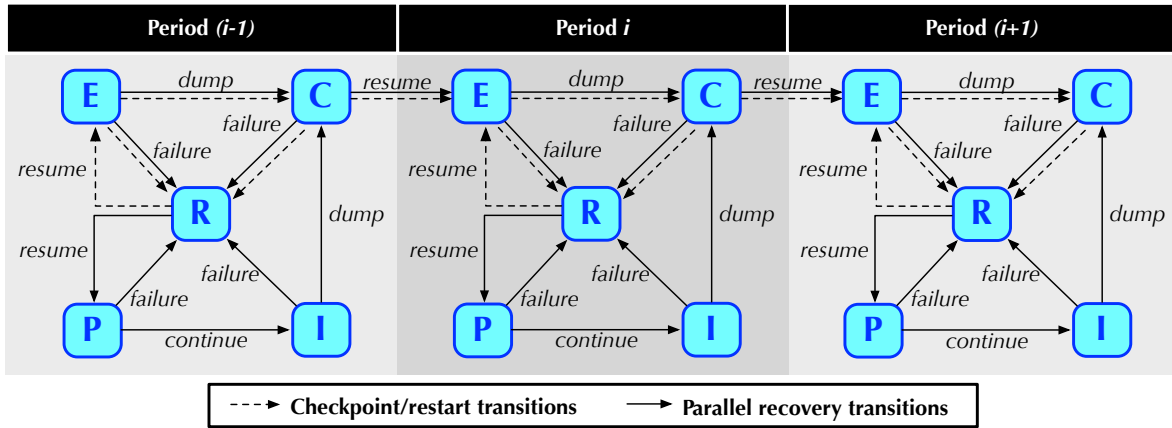 Period (i-1) Period i Period (i+1)
E dump C resume E dump C resume E dump C
failure failure failure failure failure failure
resume resume resume
R dump R dump R dump
resume resume resume
failure failure failure failure failure failure
P continue I P continue I P continue I
Checkpoint/restart transitions Parallel recovery transitions